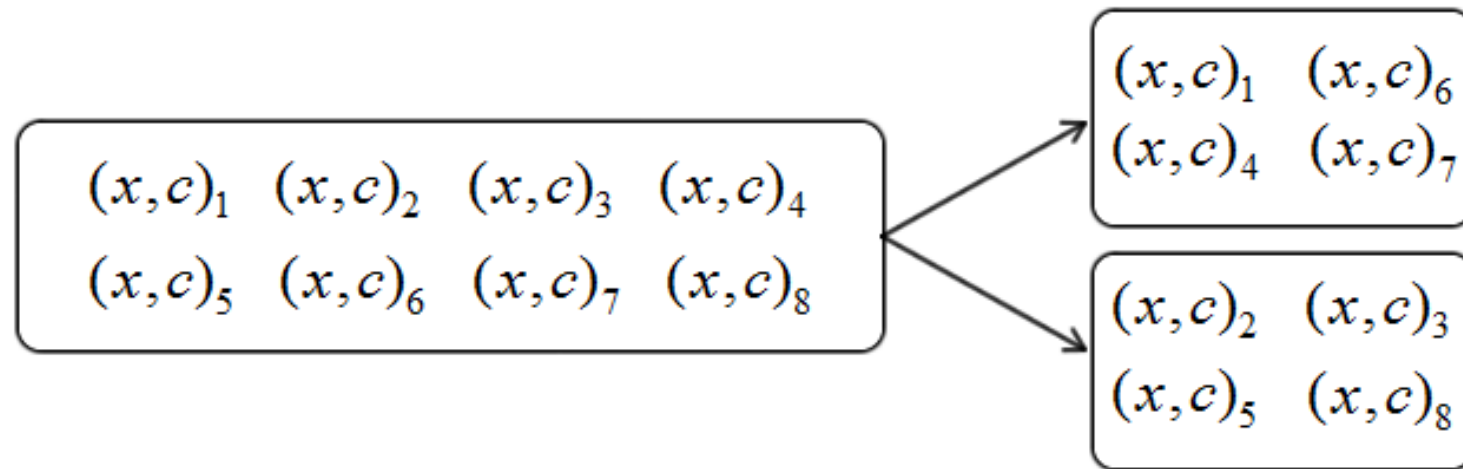 (x,c)₁ (x,c)₂ (x,c)₃ (x,c)₄
(x,c)₅ (x,c)₆ (x,c)₇ (x,c)₈
(x,c)₁ (x,c)₆
(x,c)₄ (x,c)₇
(x,c)₂ (x,c)₃
(x,c)₅ (x,c)₈